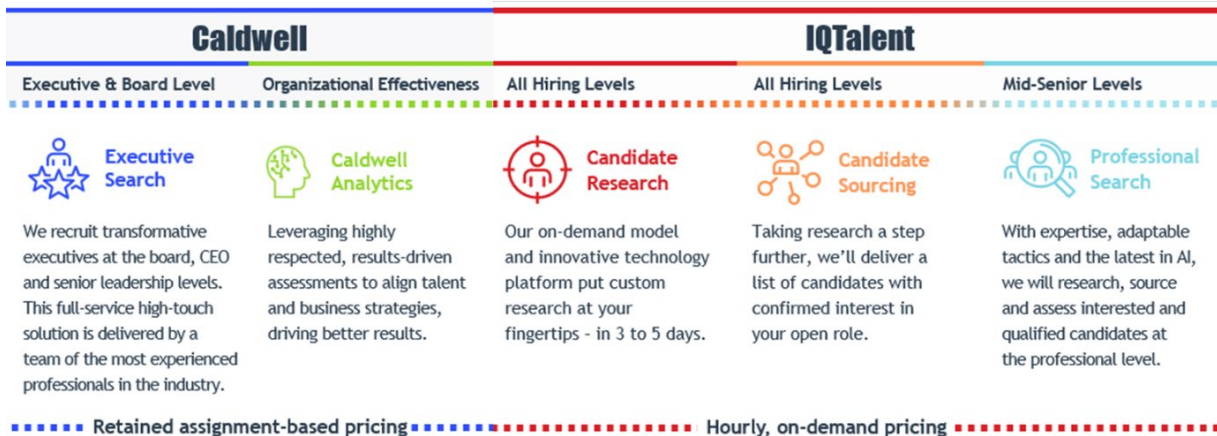 Caldwell
IQTalent
Executive & Board Level
Organizational Effectiveness
All Hiring Levels
All Hiring Levels
Mid-Senior Levels
Executive
Search
We recruit transformative
executives at the board, CEO
and senior leadership levels.
This full-service high-touch
solution is delivered by a
team of the most experienced
professionals in the industry.
Caldwell
Analytics
Leveraging highly
respected, results-driven
assessments to align talent
and business strategies,
driving better results.
Candidate
Research
Our on-demand model
and innovative technology
platform put custom
research at your
fingertips - in 3 to 5 days.
Candidate
Sourcing
Taking research a step
further, we’ll deliver a
list of candidates with
confirmed interest in
your open role.
Professional
Search
With expertise, adaptable
tactics and the latest in AI,
we will research, source
and assess interested and
qualified candidates at
the professional level.
Retained assignment-based pricing
Hourly, on-demand pricing